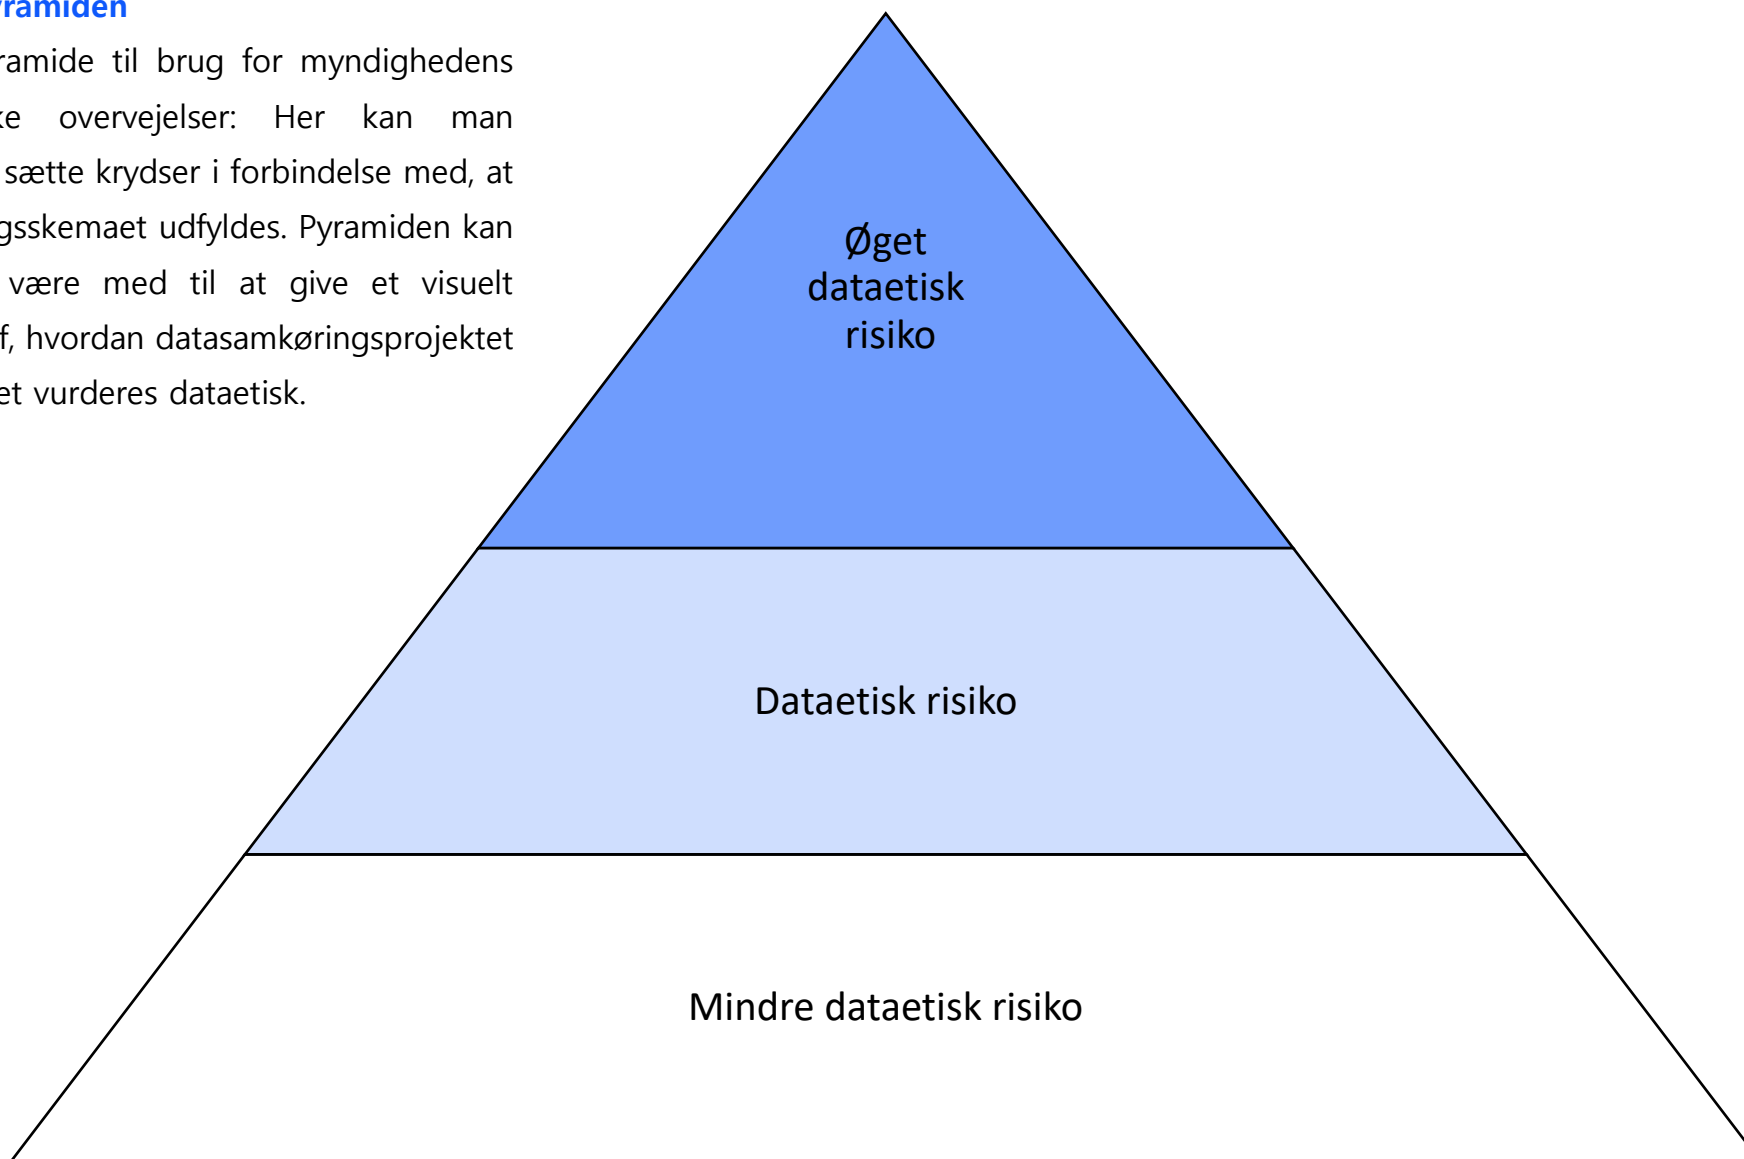 yramiden
ramide til brug for myndighedens
ke overvejelser: Her kan man
sætte krydser i forbindelse med, at
gsskemaet udfyldes. Pyramiden kan
være med til at give et visuelt
f, hvordan datasamkøringsprojektet
et vurderes dataetisk.
Øget
dataetisk
risiko
Dataetisk risiko
Mindre dataetisk risiko